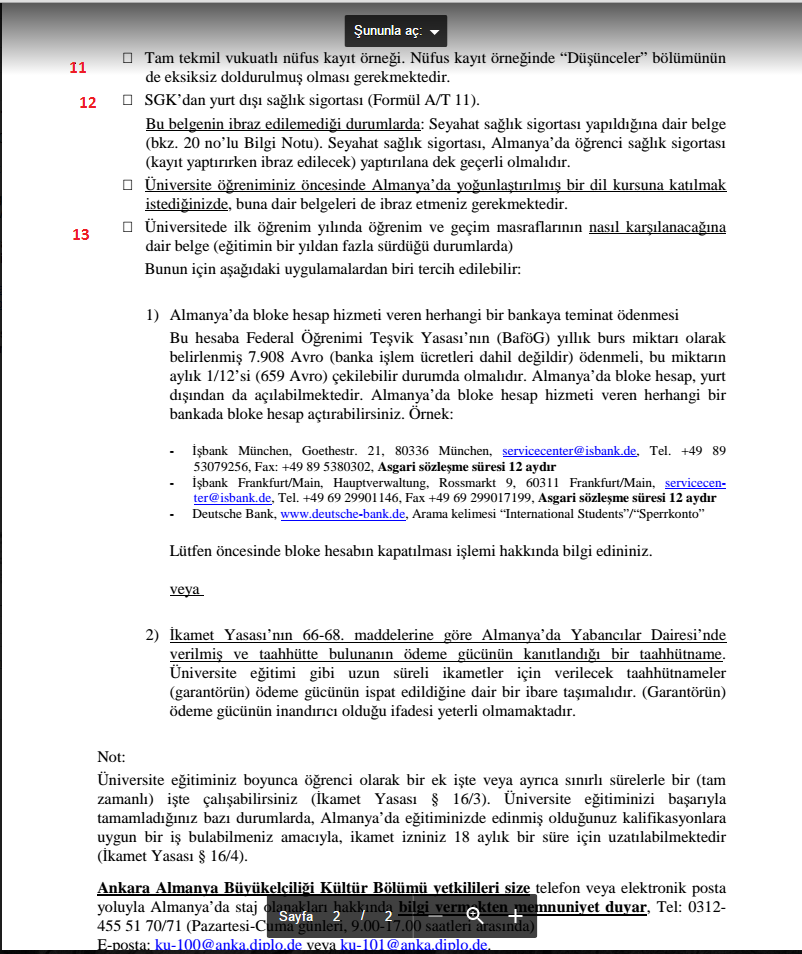 Şununla aç:
11
☐ Tam tekmil vukuatlı nüfus kayıt örneği. Nüfus kayıt örneğinde “Düşünceler” bölümünün
de eksiksiz doldurulmuş olması gerekmektedir.
12
☐ SGK’dan yurt dışı sağlık sigortası (Formül A/T 11).
Bu belgenin ibraz edilemediği durumlarda: Seyahat sağlık sigortası yapıldığına dair belge
(bkz. 20 no’lu Bilgi Notu). Seyahat sağlık sigortası, Almanya’da öğrenci sağlık sigortası
(kayıt yaptırırken ibraz edilecek) yaptırılana dek geçerli olmalıdır.
☐ Üniversite öğreniminiz öncesinde Almanya’da yoğunlaştırılmış bir dil kursuna katılmak
istediğinizde, buna dair belgeleri de ibraz etmeniz gerekmektedir.
13
☐ Üniversitede ilk öğrenim yılında öğrenim ve geçim masraflarının nasıl karşılanacağına
dair belge (eğitimin bir yıldan fazla sürdüğü durumlarda)
Bunun için aşağıdaki uygulamalardan biri tercih edilebilir:
1) Almanya’da bloke hesap hizmeti veren herhangi bir bankaya teminat ödenmesi
Bu hesaba Federal Öğrenimi Teşvik Yasası’nın (BaföG) yıllık burs miktarı olarak
belirlenmiş 7.908 Avro (banka işlem ücretleri dahil değildir) ödenmeli, bu miktarın
aylık 1/12’si (659 Avro) çekilebilir durumda olmalıdır. Almanya’da bloke hesap, yurt
dışından da açılabilmektedir. Almanya’da bloke hesap hizmeti veren herhangi bir
bankada bloke hesap açtırabilirsiniz. Örnek:
- İşbank München, Goethestr. 21, 80336 München, servicecenter@isbank.de, Tel. +49 89
53079256, Fax: +49 89 5380302, Asgari sözleşme süresi 12 aydır
- İşbank Frankfurt/Main, Hauptverwaltung, Rossmarkt 9, 60311 Frankfurt/Main, servicecen-
ter@isbank.de, Tel. +49 69 29901146, Fax +49 69 299017199, Asgari sözleşme süresi 12 aydır
- Deutsche Bank, www.deutsche-bank.de, Arama kelimesi “International Students”/“Sperrkonto”
Lütfen öncesinde bloke hesabın kapatılması işlemi hakkında bilgi edininiz.
veya
2) İkamet Yasası’nın 66-68. maddelerine göre Almanya’da Yabancılar Dairesi’nde
verilmiş ve taahhütte bulunanın ödeme gücünün kanıtlandığı bir taahhütname.
Üniversite eğitimi gibi uzun süreli ikametler için verilecek taahhütnameler
(garantörün) ödeme gücünün ispat edildiğine dair bir ibare taşımalıdır. (Garantörün)
ödeme gücünün inandırıcı olduğu ifadesi yeterli olmamaktadır.
Not:
Üniversite eğitiminiz boyunca öğrenci olarak bir ek işte veya ayrıca sınırlı sürelerle bir (tam
zamanlı) işte çalışabilirsiniz (İkamet Yasası § 16/3). Üniversite eğitiminizi başarıyla
tamamladığınız bazı durumlarda, Almanya’da eğitiminizde edinmiş olduğunuz kalifikasyonlara
uygun bir iş bulabilmeniz amacıyla, ikamet izniniz 18 aylık bir süre için uzatılabilmektedir
(İkamet Yasası § 16/4).
Ankara Almanya Büyükelçiliği Kültür Bölümü yetkilileri size telefon veya elektronik posta
yoluyla Almanya’da staj olanakları hakkında bilgi vermekten memnuniyet duyar, Tel: 0312-
455 51 70/71 (Pazartesi-Cuma günleri, 9.00-17.00 saatleri arasında)
Sayfa 2 / 2
E-posta: ku-100@anka.diplo.de veya ku-101@anka.diplo.de.